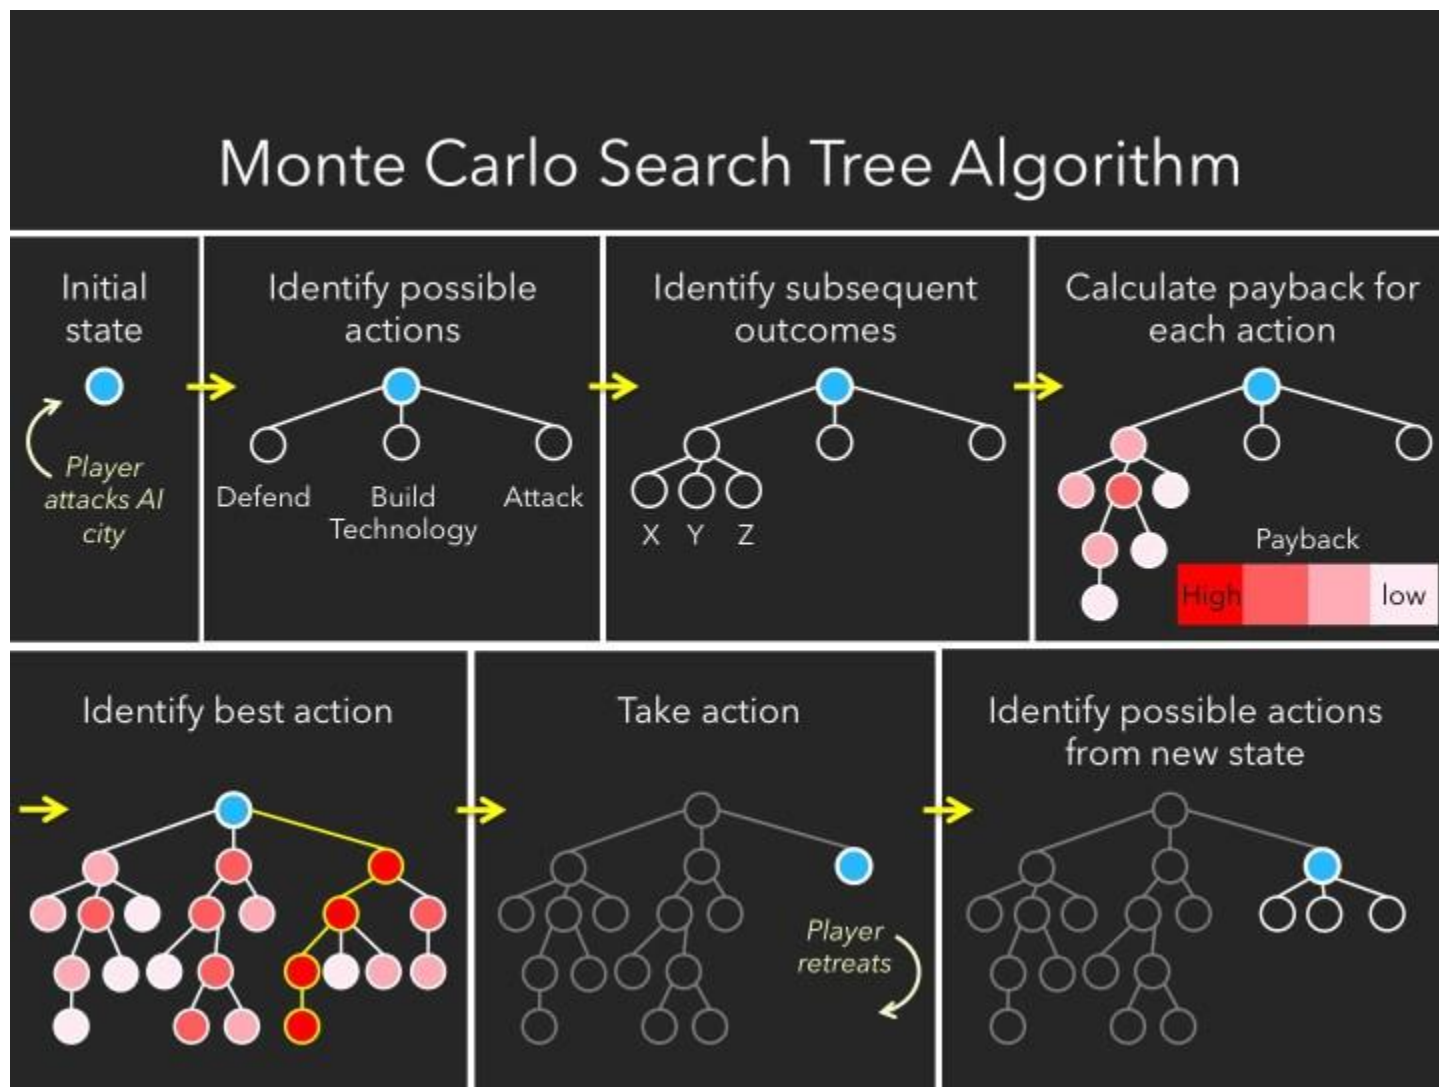 Monte Carlo Search Tree Algorithm
Initial
state
Player
attacks AI
city
Identify possible
actions
Defend
Build
Technology
Attack
Identify subsequent
outcomes
X Y Z
Calculate payback for
each action
Payback
High low
Identify best action
Take action
Player
retreats
Identify possible actions
from new state